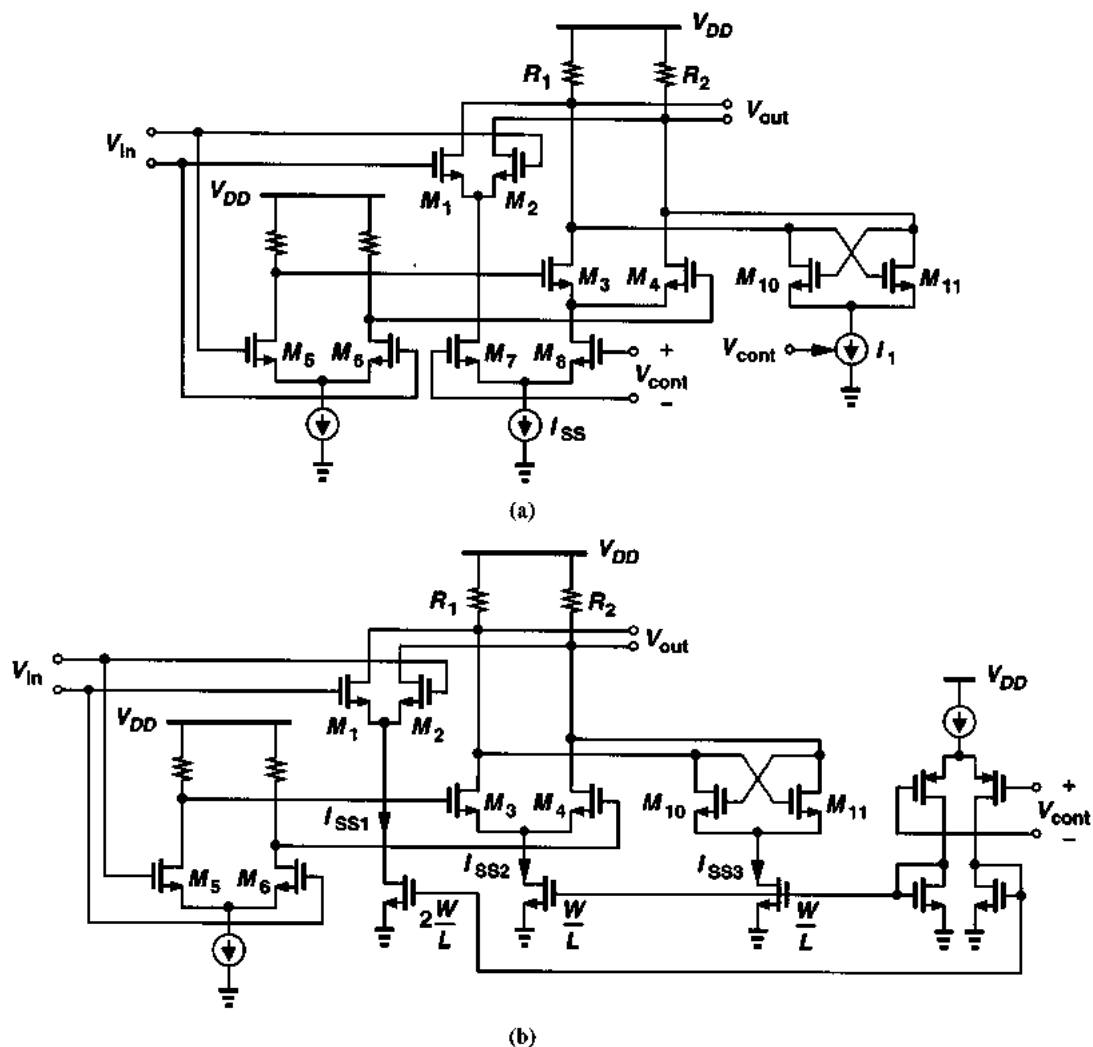 V_DD
R_1
R_2
V_out
V_in
M_1
M_2
V_DD
M_3
M_4
M_10
M_11
M_5
M_6
M_7
M_8
+
V_cont
−
V_cont
I_1
I_SS
(a)
V_DD
R_1
R_2
V_out
V_in
V_DD
M_1
M_2
V_DD
M_3
M_4
M_10
M_11
+
V_cont
−
I_SS1
I_SS2
I_SS3
M_5
M_6
2 W/L
W/L
W/L
(b)